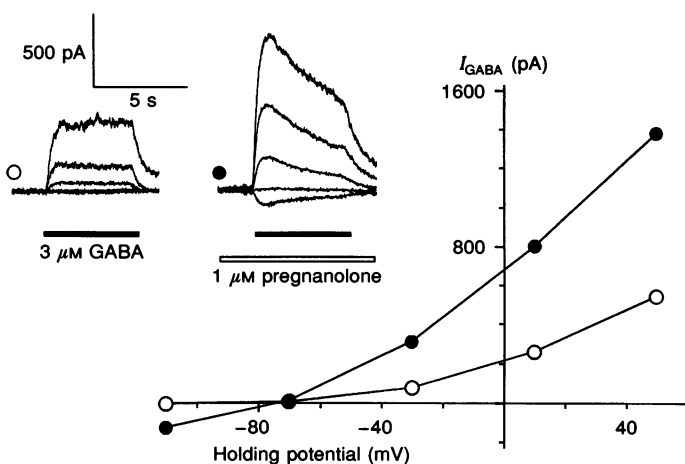 500 pA
5 s
3 μM GABA
1 μM pregnanolone
I_GABA (pA)
1600
800
−80
−40
40
Holding potential (mV)